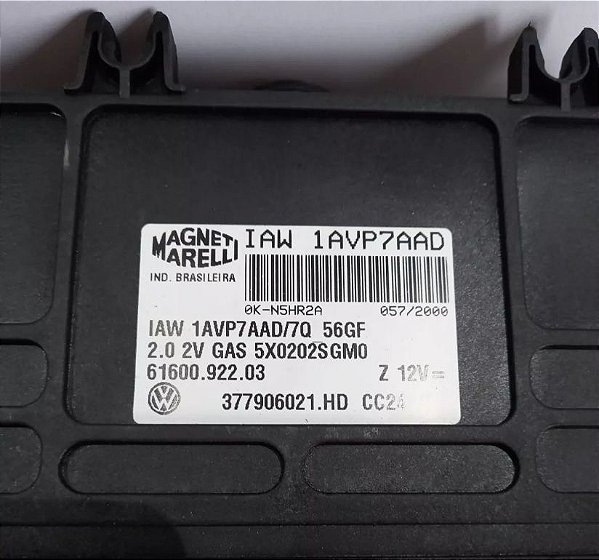 MAGNETI
MARELLI
IND. BRASILEIRA
IAW 1AVP7AAD
0K-N5HR2A 057/2000
IAW 1AVP7AAD/7Q 56GF
2.0 2V GAS 5X0202SGM0
61600.922.03 Z 12V=
VW 377906021.HD CC24